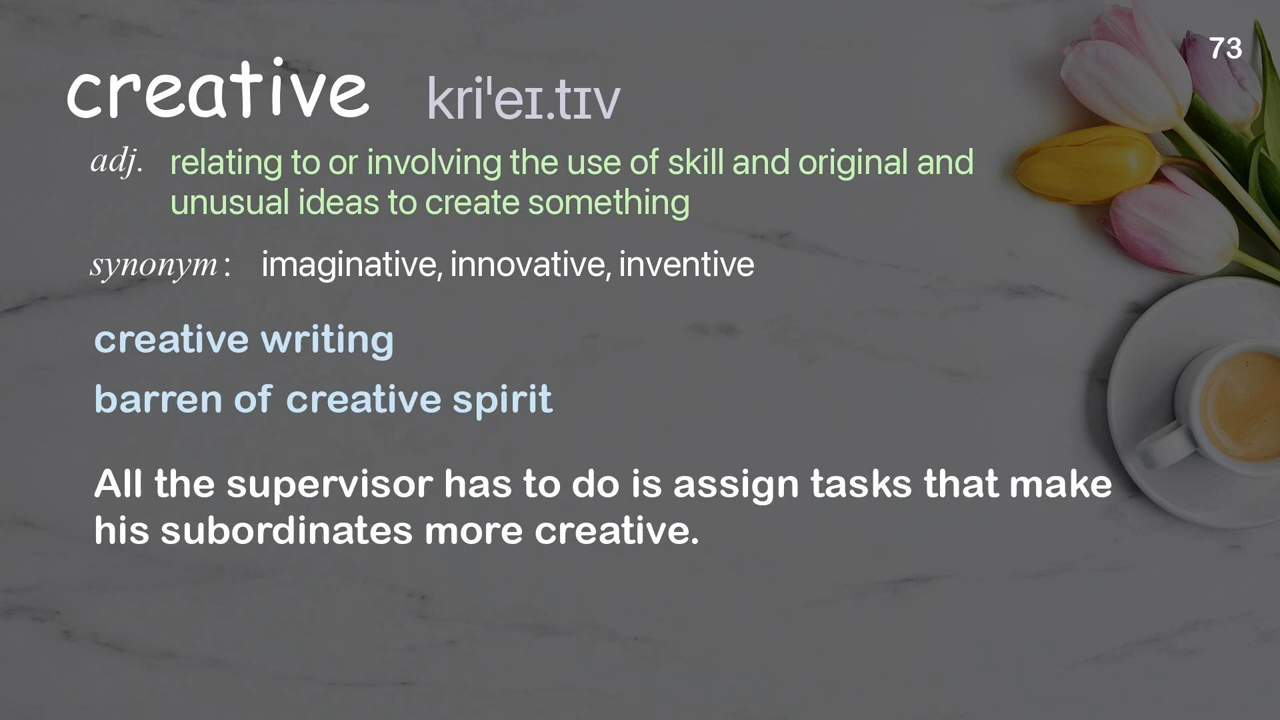 73
creative kriˈeɪ.tɪv
adj. relating to or involving the use of skill and original and
unusual ideas to create something
synonym: imaginative, innovative, inventive
creative writing
barren of creative spirit
All the supervisor has to do is assign tasks that make
his subordinates more creative.